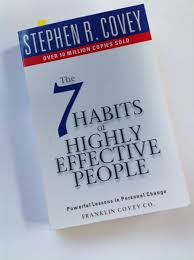 STEPHEN R. COVEY
OVER 10 MILLION COPIES SOLD
The
7
HABITS
of
HIGHLY
EFFECTIVE
PEOPLE
Powerful Lessons in Personal Change
FRANKLIN COVEY CO.